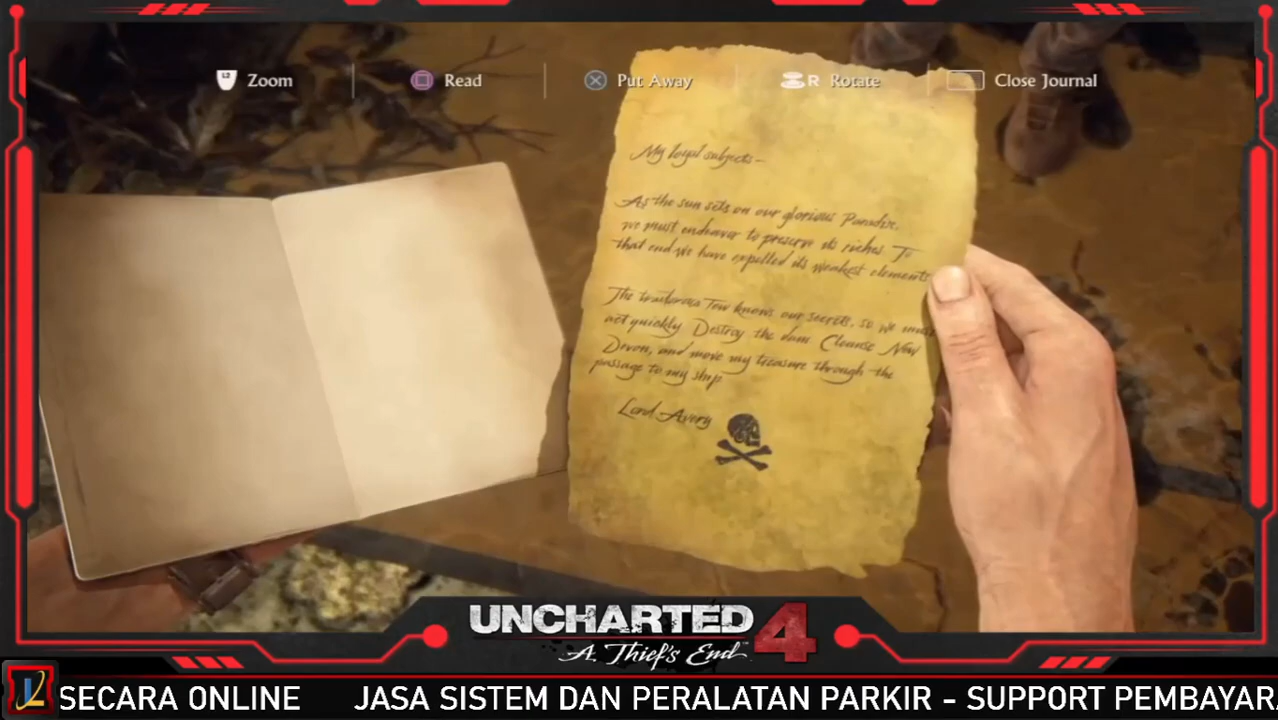 L2 Zoom
Read
Put Away
R Rotate
Close Journal
My loyal subjects-
As the sun sets on our glorious Paradise,
we must endeavor to preserve its riches To
that end we have expelled its weakest elements
The traitorous Tew knows our secrets, so we must
act quickly Destroy the dam Cleanse New
Devon, and move my treasure through the
passage to my ship.
Lord Avery
UNCHARTED 4
A Thief's End™
SECARA ONLINE JASA SISTEM DAN PERALATAN PARKIR - SUPPORT PEMBAYARA